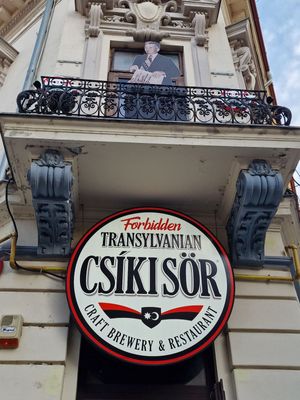 Forbidden
TRANSYLVANIAN
CSÍKI SÖR
CRAFT BREWERY & RESTAURANT